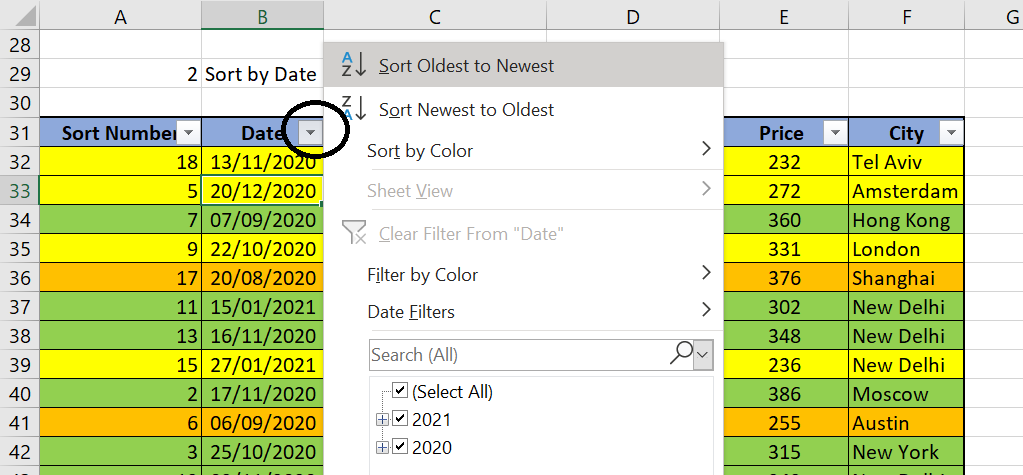 A B C D E F G
28
29 2 Sort by Date
30
31 Sort Number Date Price City
32 18 13/11/2020 232 Tel Aviv
33 5 20/12/2020 272 Amsterdam
34 7 07/09/2020 360 Hong Kong
35 9 22/10/2020 331 London
36 17 20/08/2020 376 Shanghai
37 11 15/01/2021 302 New Delhi
38 13 16/11/2020 348 New Delhi
39 15 27/01/2021 236 New Delhi
40 2 17/11/2020 386 Moscow
41 6 06/09/2020 255 Austin
42 3 25/10/2020 315 New York
A Z Sort Oldest to Newest
Z A Sort Newest to Oldest
Sort by Color
Sheet View
Clear Filter From "Date"
Filter by Color
Date Filters
Search (All)
(Select All)
2021
2020